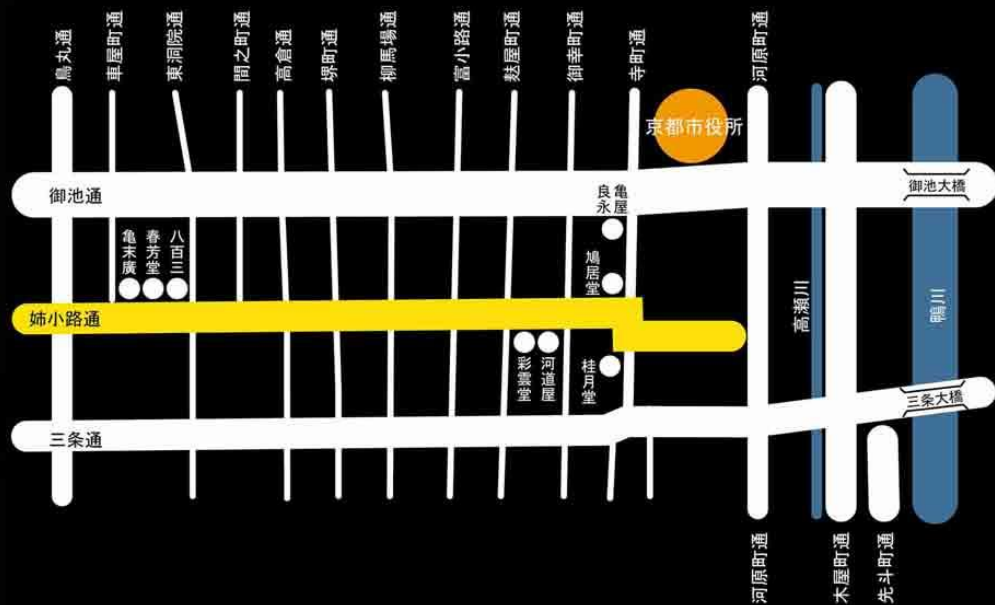 烏丸通
車屋町通
東洞院通
間之町通
高倉通
堺町通
柳馬場通
富小路通
麸屋町通
御幸町通
寺町通
河原町通
京都市役所
御池通
御池大橋
亀屋
良永
亀末廣
春芳堂
八百三
鳩居堂
高瀬川
鴨川
姉小路通
彩雲堂
河道屋
桂月堂
三条大橋
三条通
河原町通
木屋町通
先斗町通